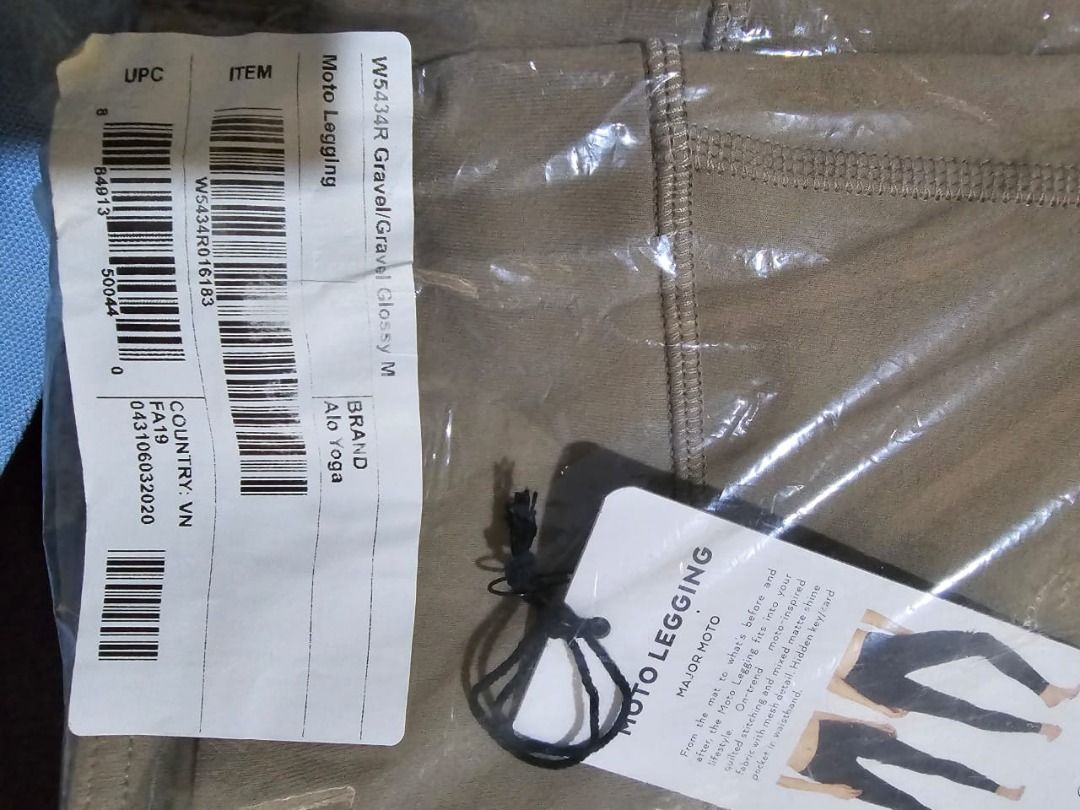 W5434R Gravel/Gravel Glossy M
Moto Legging
BRAND
Alo Yoga
ITEM
W5434R016183
UPC
8 84913 50044 0
COUNTRY: VN
FA19
043106032020
MOTO LEGGING
MAJOR MOTO
From the mat to what's before and
after, the Moto Legging fits into your
lifestyle. On-trend moto-inspired
quilted stitching and mixed matte-shine
fabric with mesh detail. Hidden key/card
pocket in waistband.